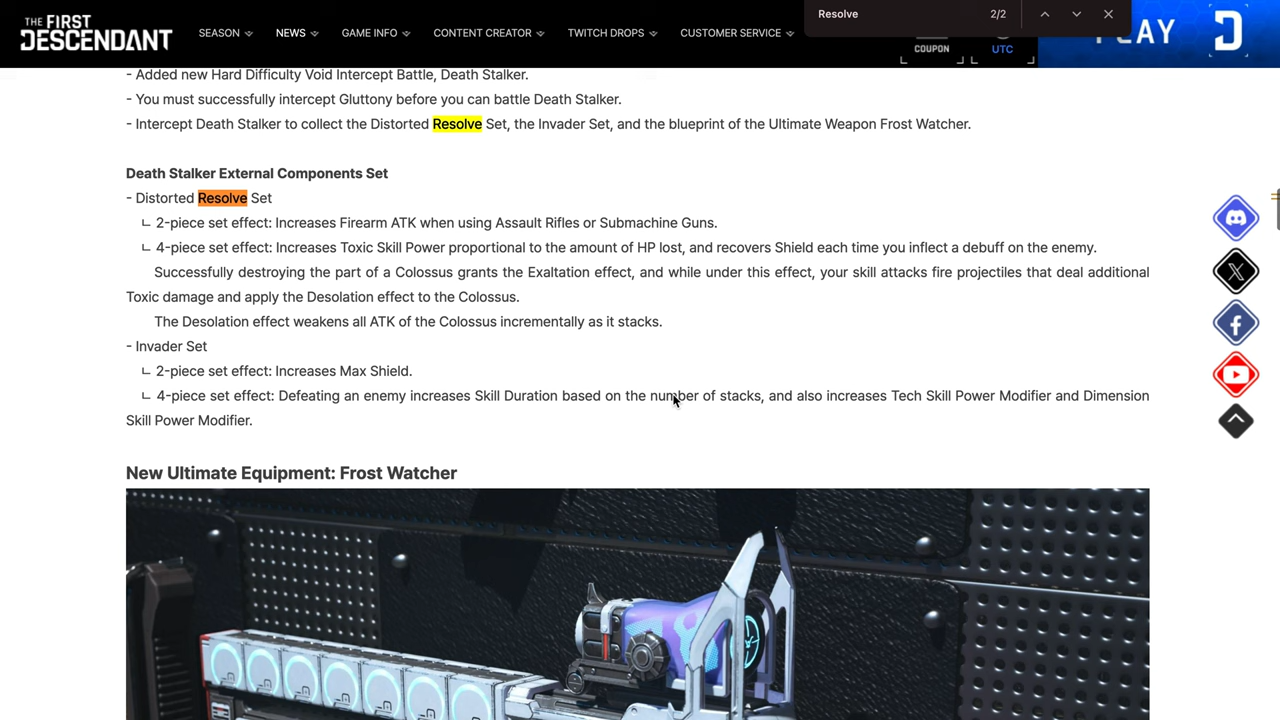 THE FIRST
DESCENDANT
SEASON NEWS GAME INFO CONTENT CREATOR TWITCH DROPS CUSTOMER SERVICE
Resolve 2/2
COUPON
UTC
- Added new Hard Difficulty Void Intercept Battle, Death Stalker.
- You must successfully intercept Gluttony before you can battle Death Stalker.
- Intercept Death Stalker to collect the Distorted Resolve Set, the Invader Set, and the blueprint of the Ultimate Weapon Frost Watcher.
Death Stalker External Components Set
- Distorted Resolve Set
ㄴ 2-piece set effect: Increases Firearm ATK when using Assault Rifles or Submachine Guns.
ㄴ 4-piece set effect: Increases Toxic Skill Power proportional to the amount of HP lost, and recovers Shield each time you inflect a debuff on the enemy.
Successfully destroying the part of a Colossus grants the Exaltation effect, and while under this effect, your skill attacks fire projectiles that deal additional
Toxic damage and apply the Desolation effect to the Colossus.
The Desolation effect weakens all ATK of the Colossus incrementally as it stacks.
- Invader Set
ㄴ 2-piece set effect: Increases Max Shield.
ㄴ 4-piece set effect: Defeating an enemy increases Skill Duration based on the number of stacks, and also increases Tech Skill Power Modifier and Dimension
Skill Power Modifier.
New Ultimate Equipment: Frost Watcher